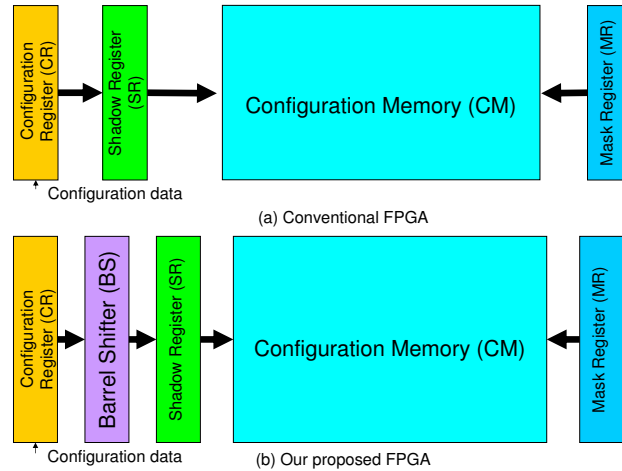 Configuration
Register (CR)
Shadow Register
(SR)
Configuration Memory (CM)
Mask Register (MR)
Configuration data
(a) Conventional FPGA
Configuration
Register (CR)
Barrel Shifter (BS)
Shadow Register (SR)
Configuration Memory (CM)
Mask Register (MR)
Configuration data
(b) Our proposed FPGA